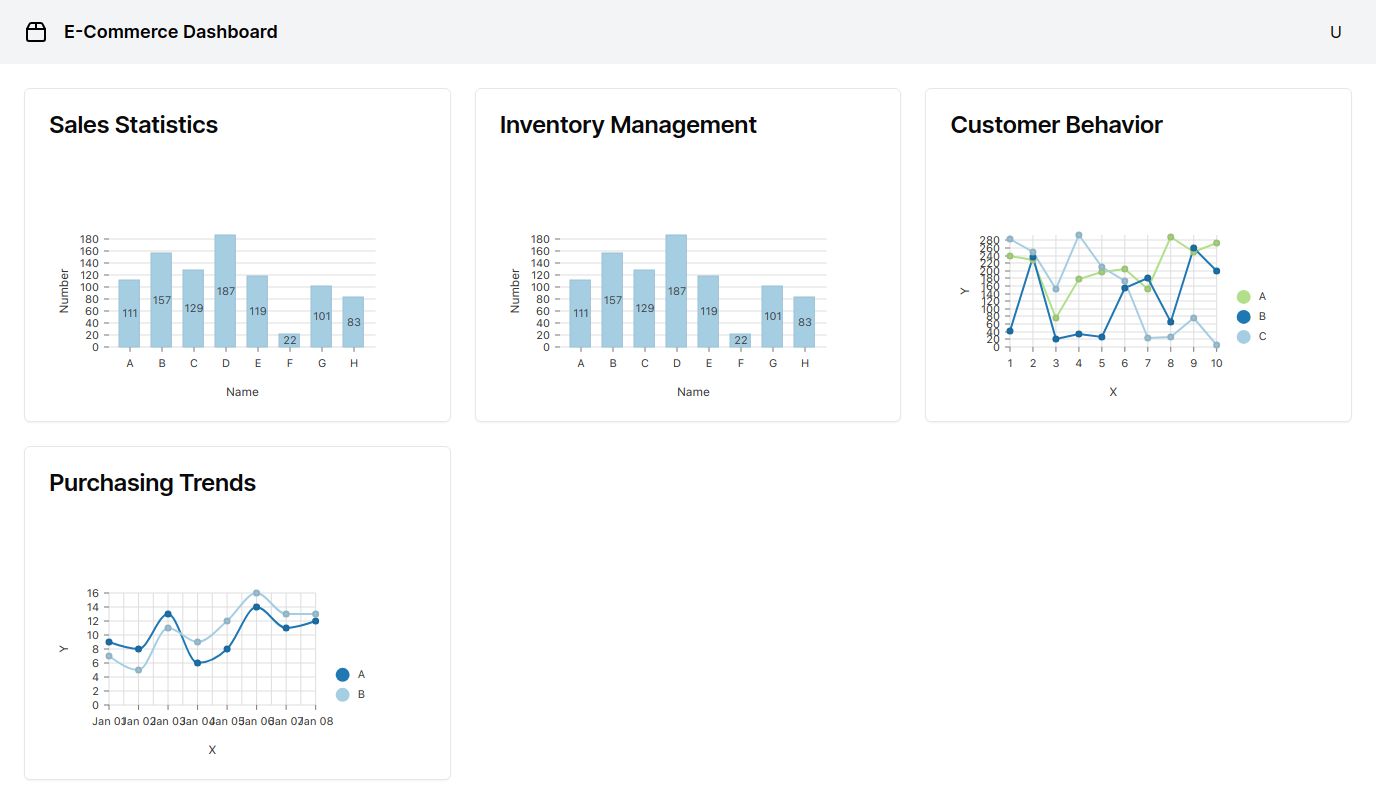 E-Commerce Dashboard
U
Sales Statistics
180
160
140
120
100
80
60
40
20
0
Number
111
157
129
187
119
22
101
83
A B C D E F G H
Name
Inventory Management
180
160
140
120
100
80
60
40
20
0
Number
111
157
129
187
119
22
101
83
A B C D E F G H
Name
Customer Behavior
280
260
240
220
200
180
160
140
120
100
80
60
40
20
0
Y
1 2 3 4 5 6 7 8 9 10
X
A
B
C
Purchasing Trends
16
14
12
10
8
6
4
2
0
Y
Jan 01 Jan 02 Jan 03 Jan 04 Jan 05 Jan 06 Jan 07 Jan 08
X
A
B